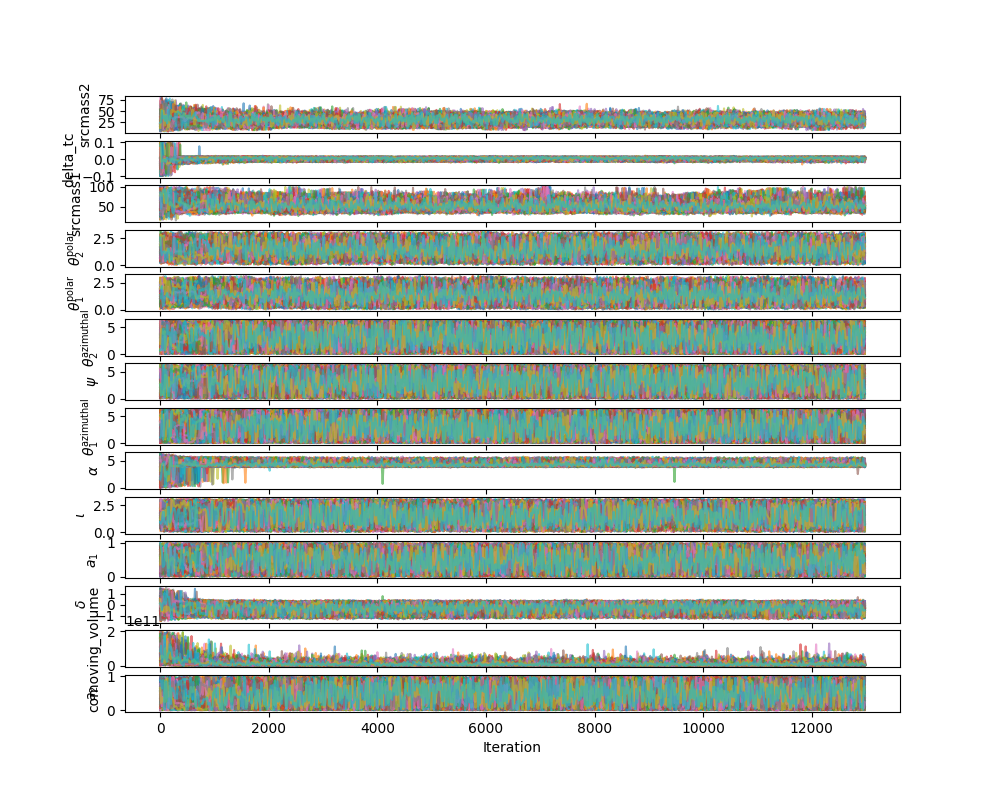 srcmass2
75
50
25
delta_tc
0.1
0.0
−0.1
srcmass1
100
50
θ₂^polar
2.5
0.0
θ₁^polar
2.5
0.0
θ₂^azimuthal
5
0
ψ
5
0
θ₁^azimuthal
5
0
α
5
0
ι
2.5
0.0
a₁
1
0
δ
1
0
−1
1e11
comoving_volume
2
0
a₂
1
0
0 2000 4000 6000 8000 10000 12000
Iteration